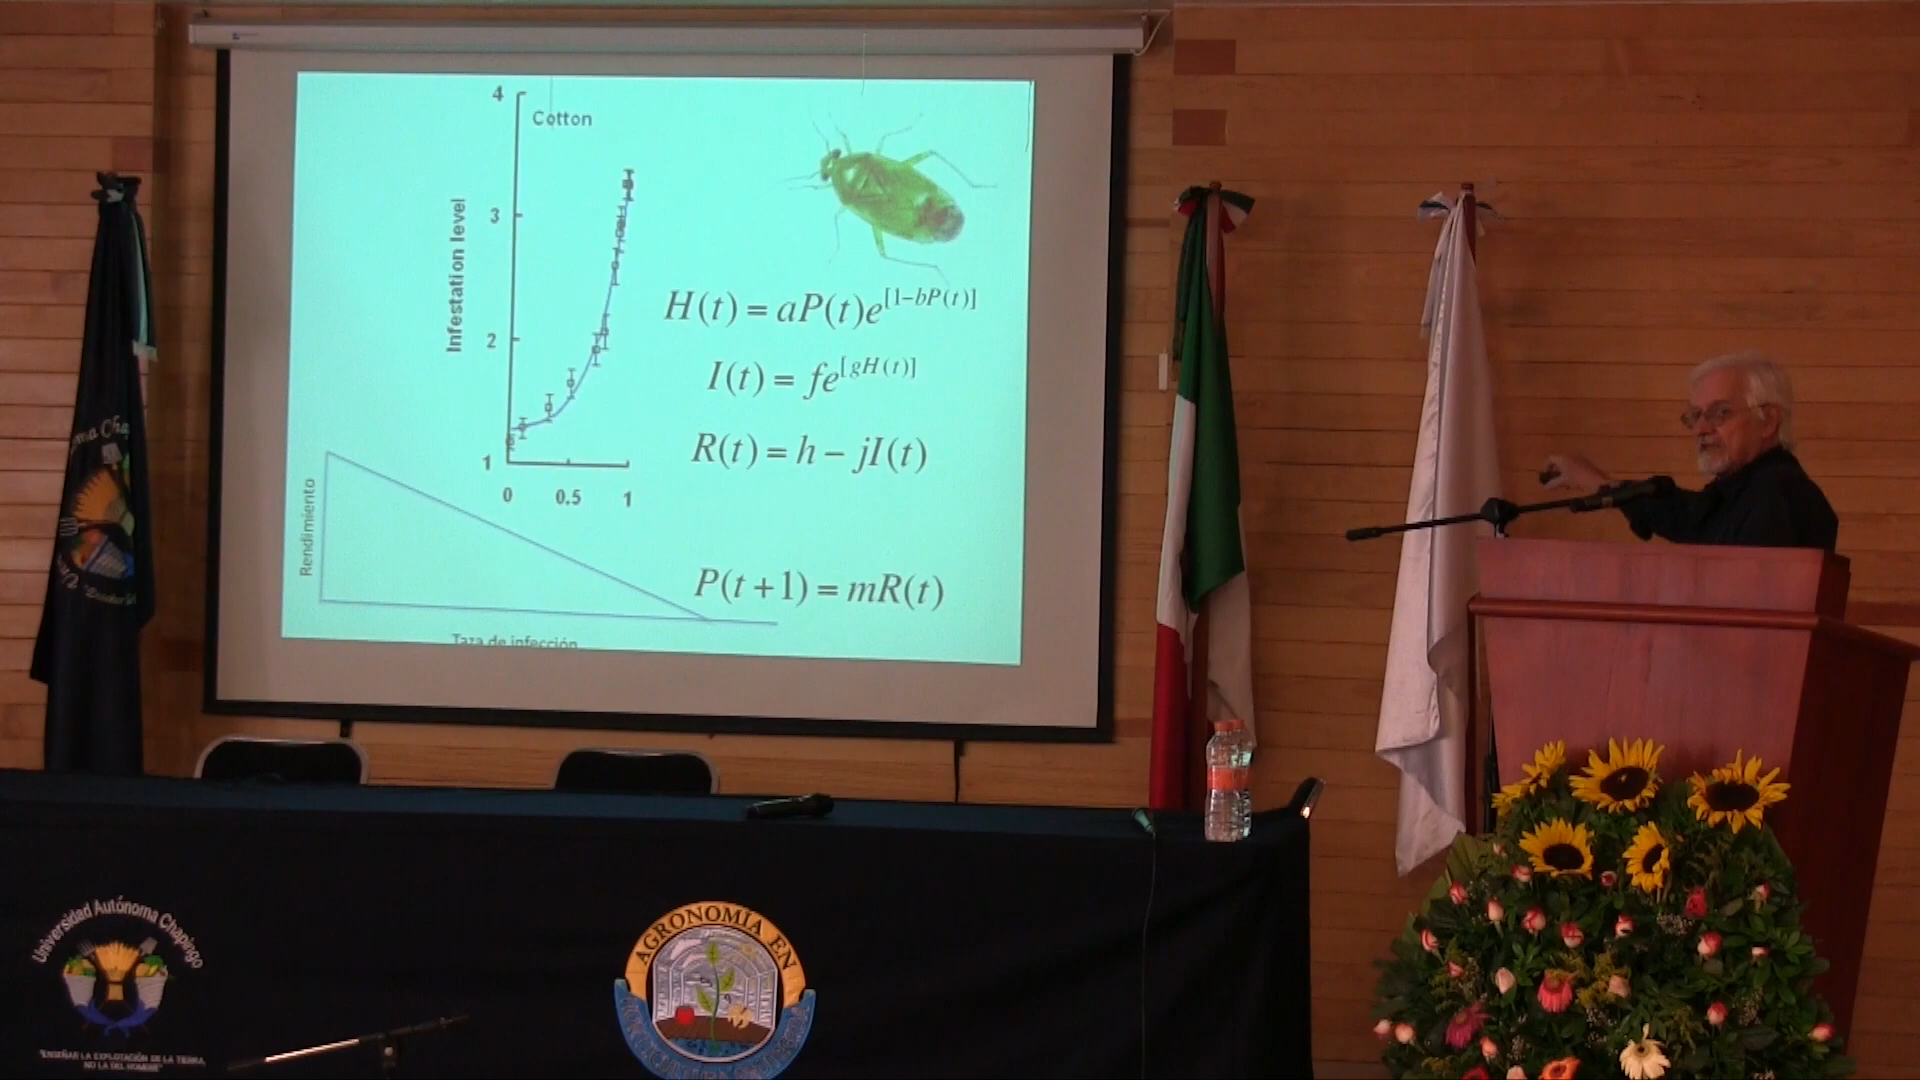 4
Cotton
3
Infestation level
2
1
0 0.5 1
H(t) = aP(t)e^[1−bP(t)]
I(t) = fe^[gH(t)]
R(t) = h − jI(t)
P(t+1) = mR(t)
Rendimiento
Taza de infección
Universidad Autónoma Chapingo
"ENSEÑAR LA EXPLOTACIÓN DE LA TIERRA,
NO LA DEL HOMBRE"
AGRONOMÍA EN